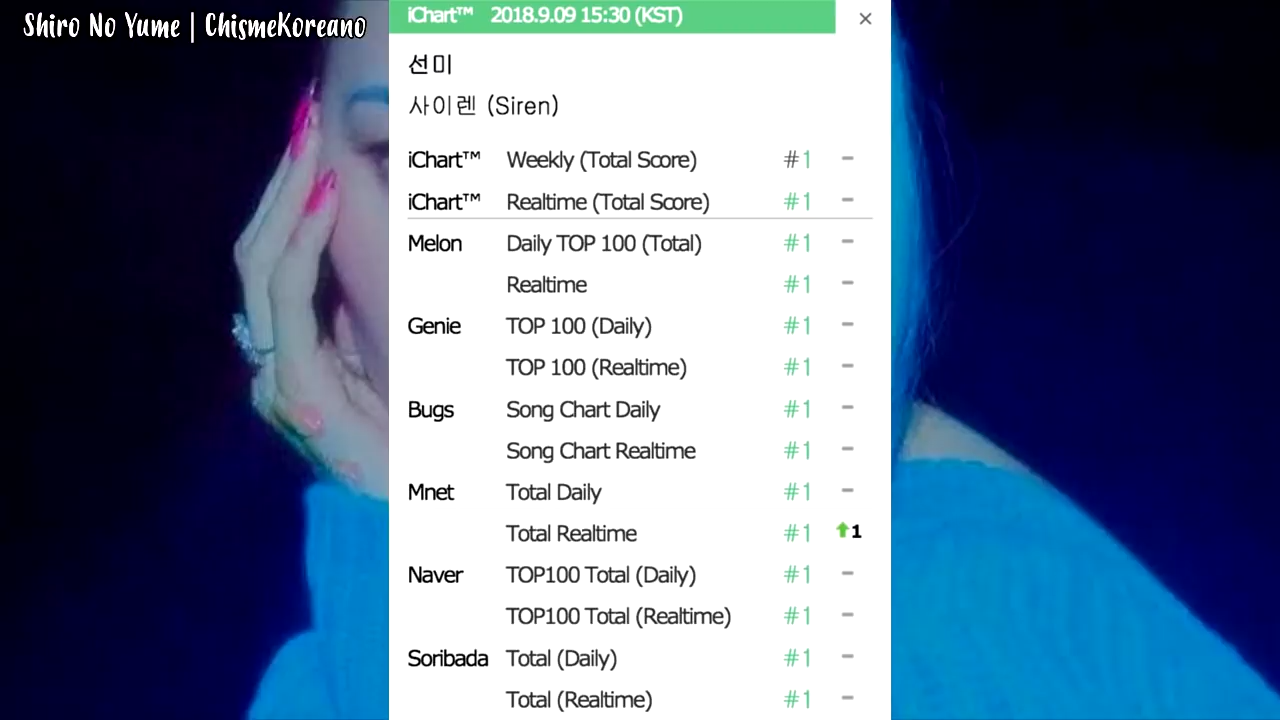 Shiro No Yume | ChismeKoreano
iChart™ 2018.9.09 15:30 (KST) ×
선미
사이렌 (Siren)
iChart™ Weekly (Total Score) #1 –
iChart™ Realtime (Total Score) #1 –
Melon Daily TOP 100 (Total) #1 –
Realtime #1 –
Genie TOP 100 (Daily) #1 –
TOP 100 (Realtime) #1 –
Bugs Song Chart Daily #1 –
Song Chart Realtime #1 –
Mnet Total Daily #1 –
Total Realtime #1 ↑1
Naver TOP100 Total (Daily) #1 –
TOP100 Total (Realtime) #1 –
Soribada Total (Daily) #1 –
Total (Realtime) #1 –